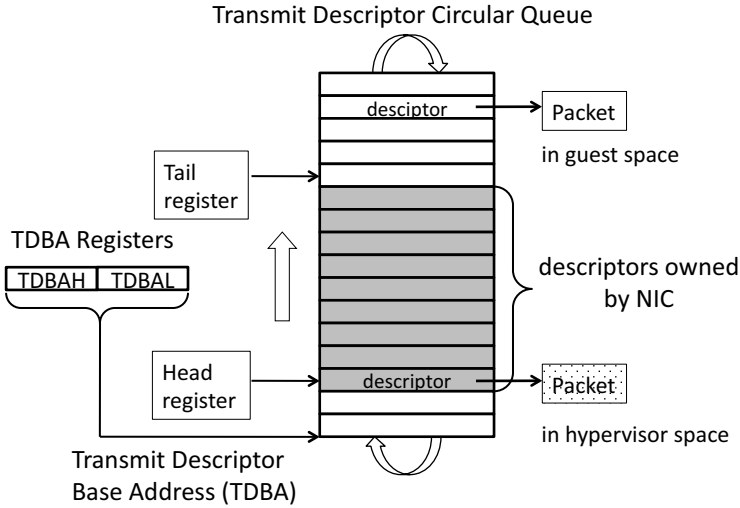 Transmit Descriptor Circular Queue
desciptor
Packet
in guest space
Tail
register
TDBA Registers
TDBAH
TDBAL
descriptors owned
by NIC
Head
register
descriptor
Packet
in hypervisor space
Transmit Descriptor
Base Address (TDBA)